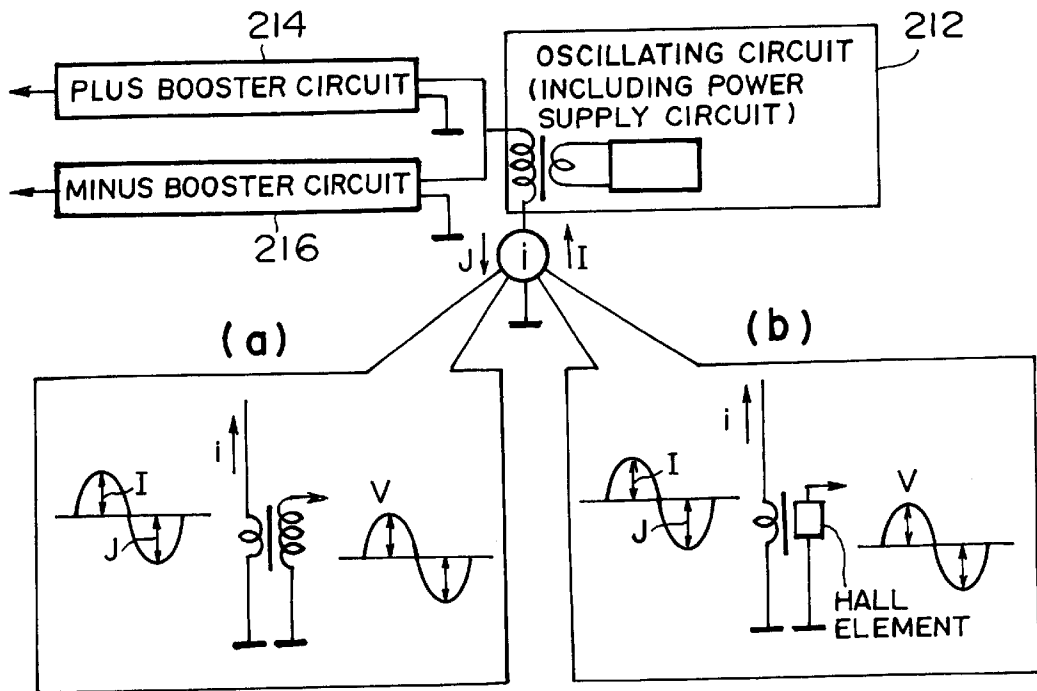 214
212
PLUS BOOSTER CIRCUIT
OSCILLATING CIRCUIT
(INCLUDING POWER
SUPPLY CIRCUIT)
MINUS BOOSTER CIRCUIT
216
J
i
I
(a)
(b)
i
I
J
V
i
I
J
V
HALL
ELEMENT